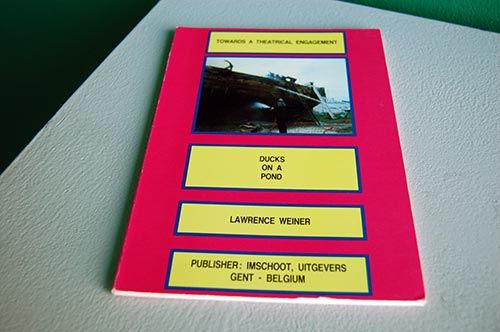 TOWARDS A THEATRICAL ENGAGEMENT
DUCKS
ON A
POND
LAWRENCE WEINER
PUBLISHER: IMSCHOOT, UITGEVERS
GENT - BELGIUM